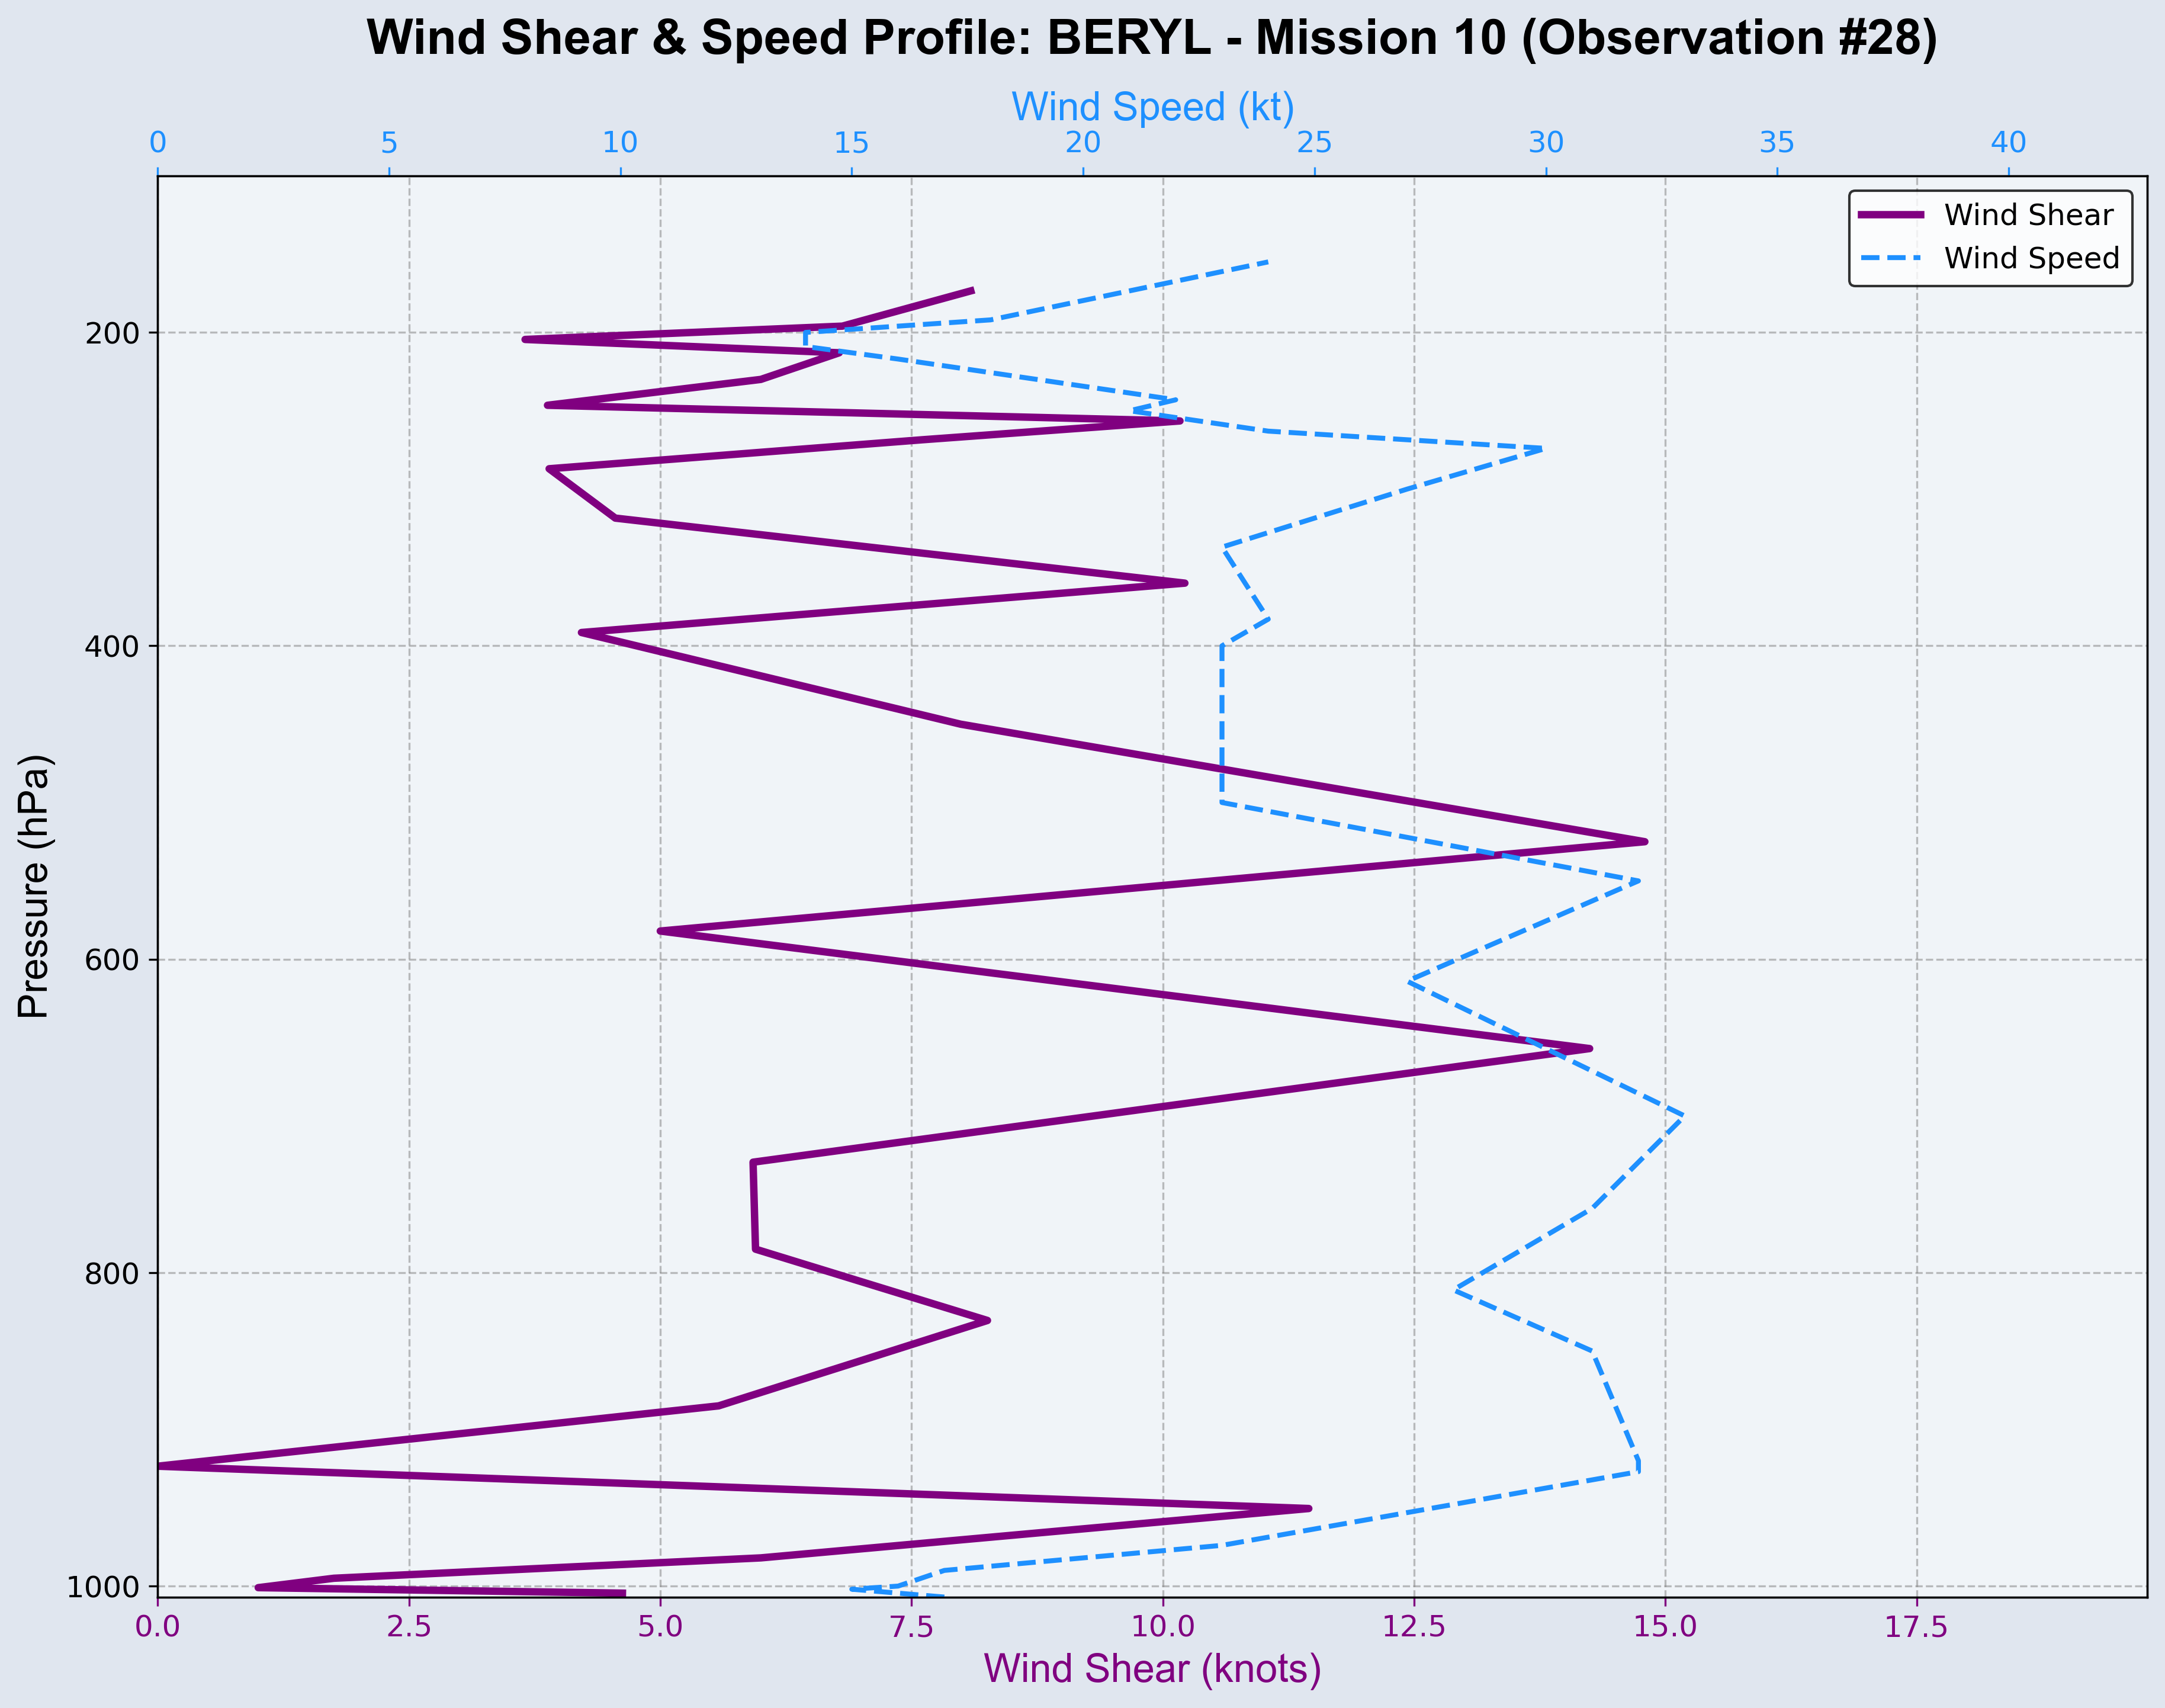 Wind Shear & Speed Profile: BERYL - Mission 10 (Observation #28)
Wind Speed (kt)
0 5 10 15 20 25 30 35 40
Wind Shear
Wind Speed
200
400
600
800
1000
Pressure (hPa)
0.0 2.5 5.0 7.5 10.0 12.5 15.0 17.5
Wind Shear (knots)